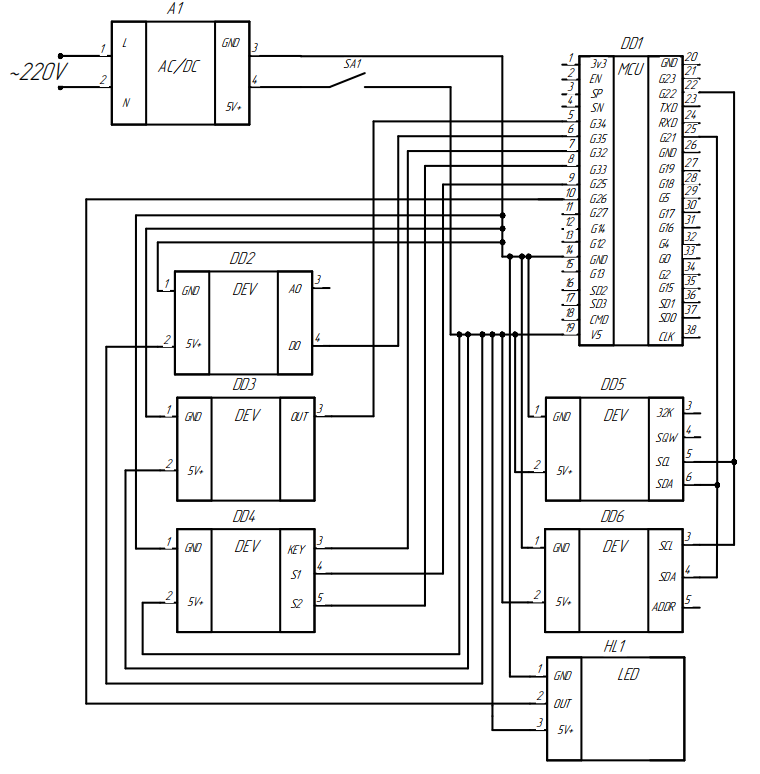 A1
~220V
1 L AC/DC GND 3
2 N 5V+ 4
SA1
DD1
MCU
1 3v3
2 EN
3 SP
4 SN
5 G34
6 G35
7 G32
8 G33
9 G25
10 G26
11 G27
12 G14
13 G12
14 GND
15 G13
16 SD2
17 SD3
18 CMD
19 V5
GND 20
G23 21
G22 22
TXD 23
RXD 24
G21 25
GND 26
G19 27
G18 28
G5 29
G17 30
G16 31
G4 32
G0 33
G2 34
G15 35
SD1 36
SD0 37
CLK 38
DD2
1 GND DEV A0 3
2 5V+ D0 4
DD3
1 GND DEV OUT 3
2 5V+
DD4
1 GND DEV KEY 3
S1 4
2 5V+ S2 5
DD5
1 GND DEV 32K 3
SQW 4
2 5V+ SCL 5
SDA 6
DD6
1 GND DEV SCL 3
SDA 4
2 5V+ ADDR 5
HL1
1 GND LED
2 OUT
3 5V+